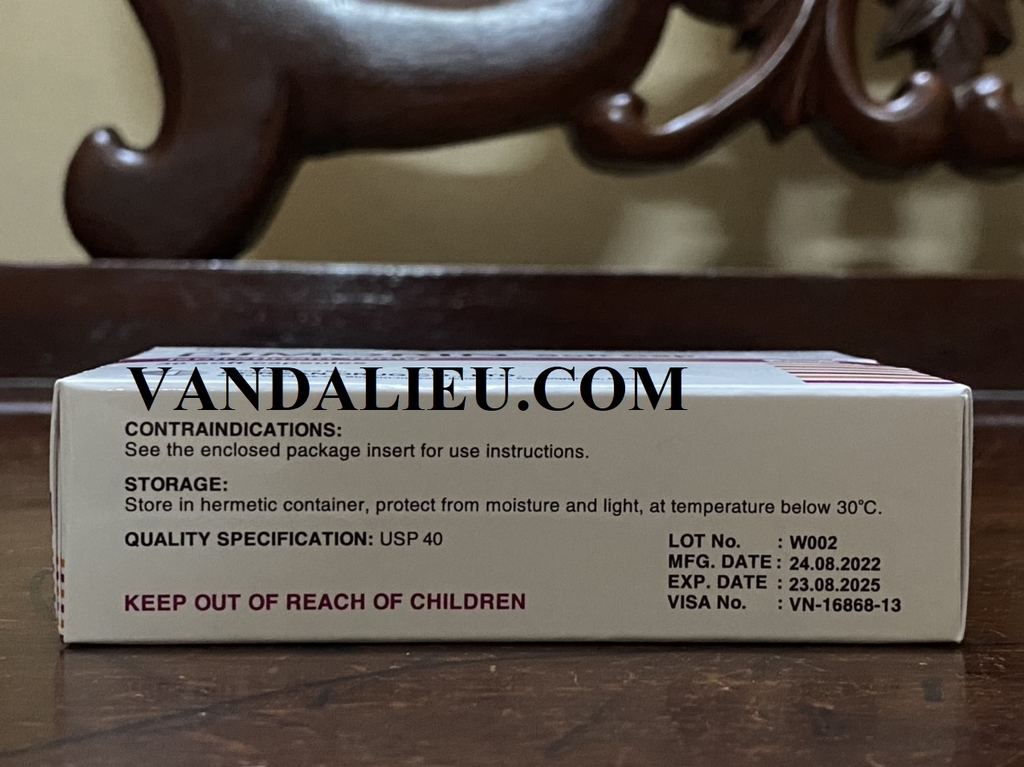 VANDALIEU.COM
CONTRAINDICATIONS:
See the enclosed package insert for use instructions.
STORAGE:
Store in hermetic container, protect from moisture and light, at temperature below 30°C.
QUALITY SPECIFICATION: USP 40
LOT No. : W002
MFG. DATE : 24.08.2022
EXP. DATE : 23.08.2025
VISA No. : VN-16868-13
KEEP OUT OF REACH OF CHILDREN